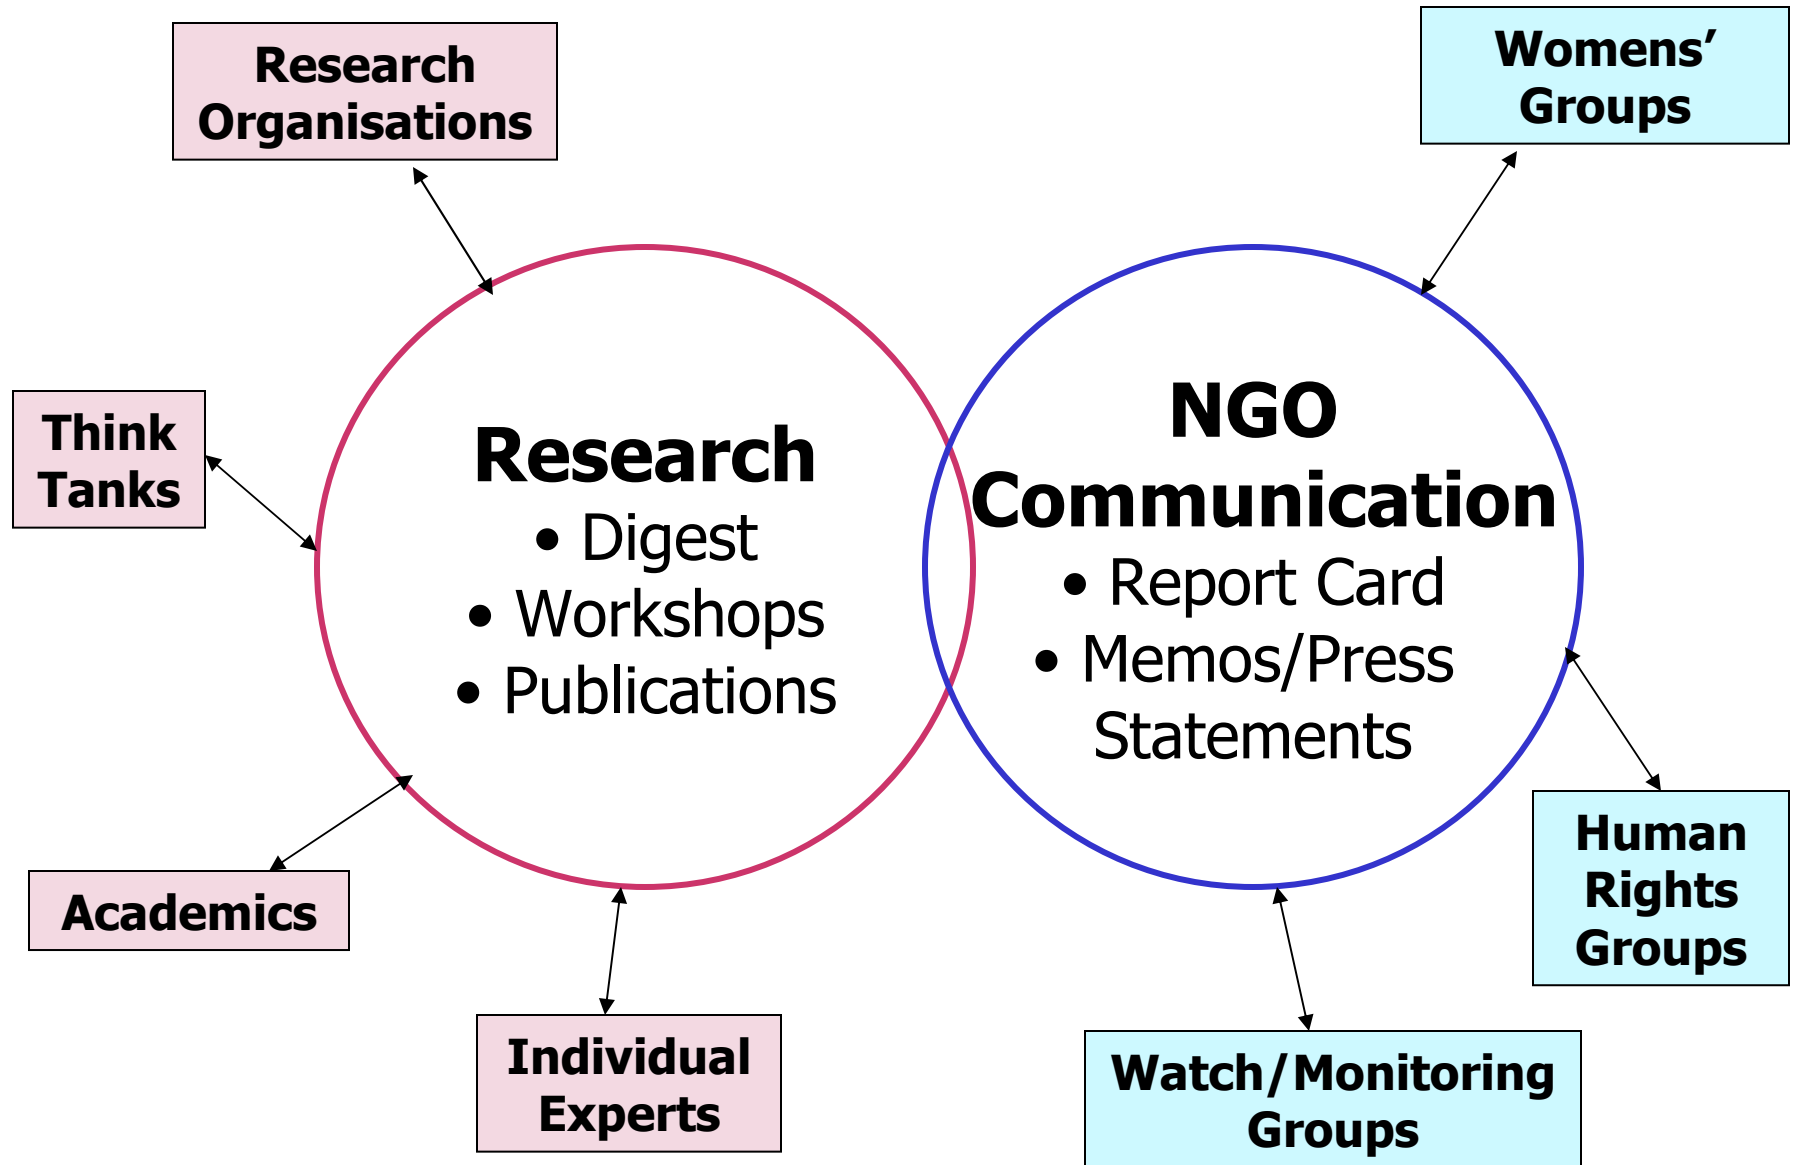 Research
Organisations
Womens’
Groups
Think
Tanks
Research
• Digest
• Workshops
• Publications
NGO
Communication
• Report Card
• Memos/Press
Statements
Academics
Human
Rights
Groups
Individual
Experts
Watch/Monitoring
Groups